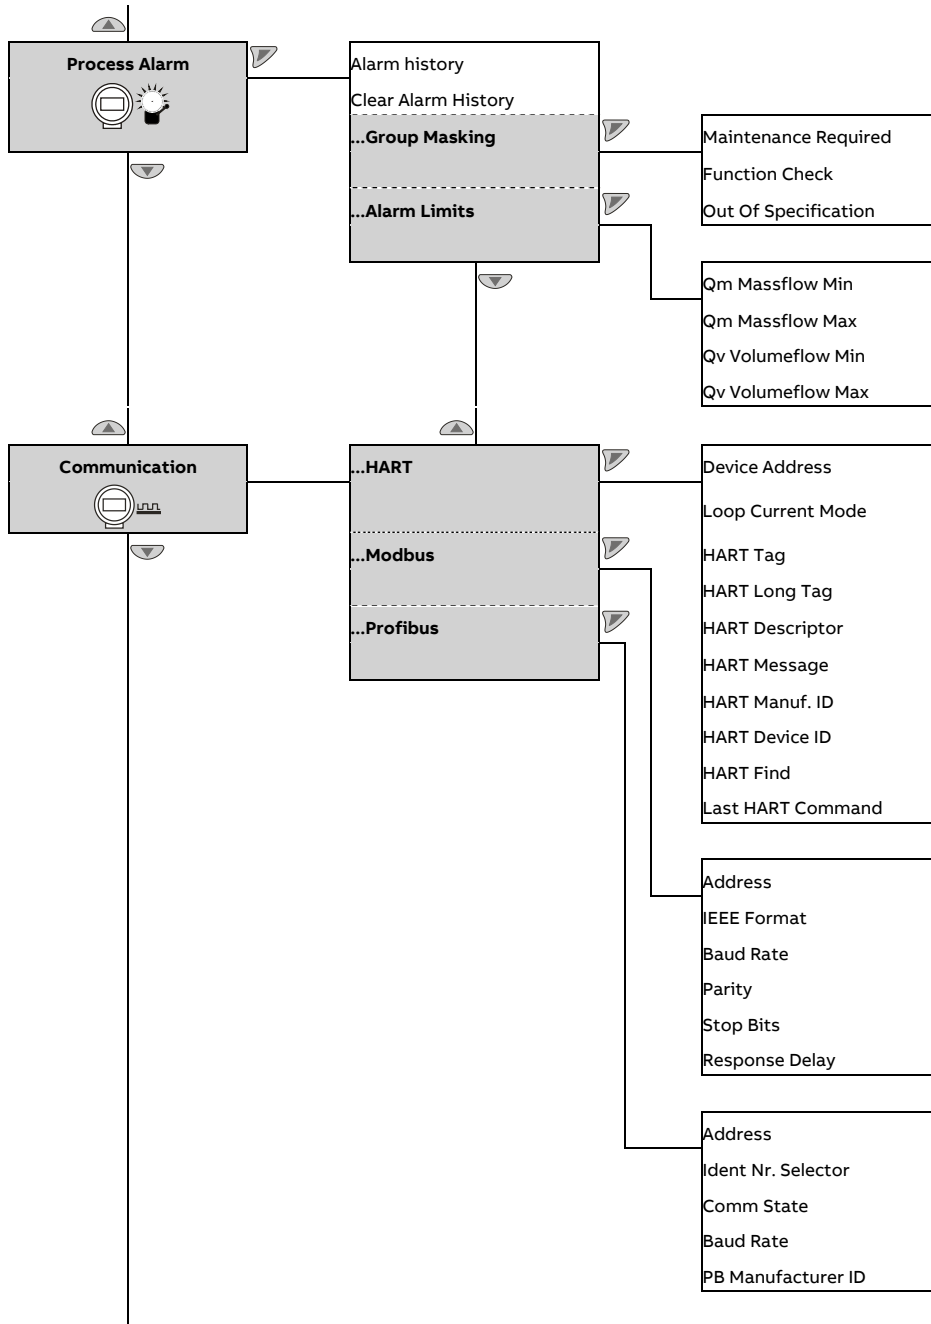 Process Alarm
Alarm history
Clear Alarm History
...Group Masking
...Alarm Limits
Maintenance Required
Function Check
Out Of Specification
Qm Massflow Min
Qm Massflow Max
Qv Volumeflow Min
Qv Volumeflow Max
Communication
...HART
...Modbus
...Profibus
Device Address
Loop Current Mode
HART Tag
HART Long Tag
HART Descriptor
HART Message
HART Manuf. ID
HART Device ID
HART Find
Last HART Command
Address
IEEE Format
Baud Rate
Parity
Stop Bits
Response Delay
Address
Ident Nr. Selector
Comm State
Baud Rate
PB Manufacturer ID